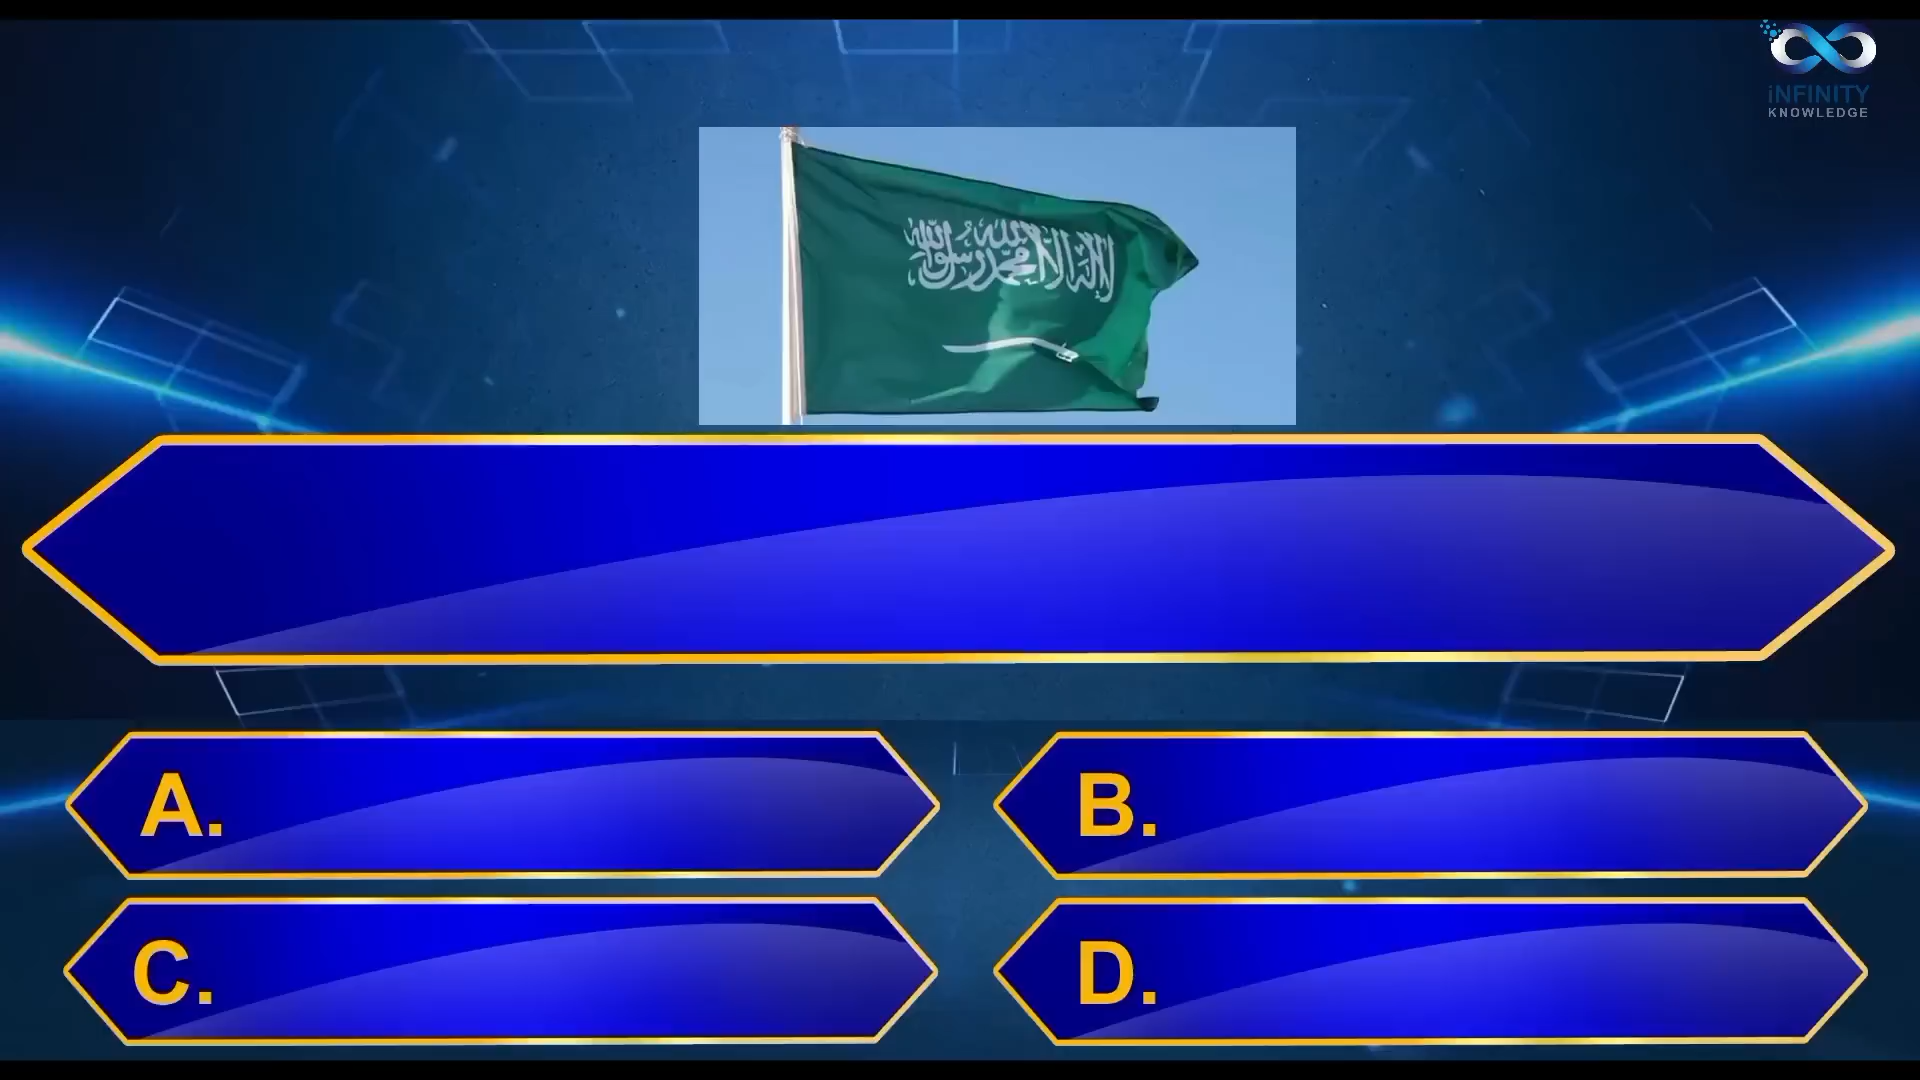 iNFINITY
KNOWLEDGE
لا إله إلا الله محمد رسول الله
A.
B.
C.
D.